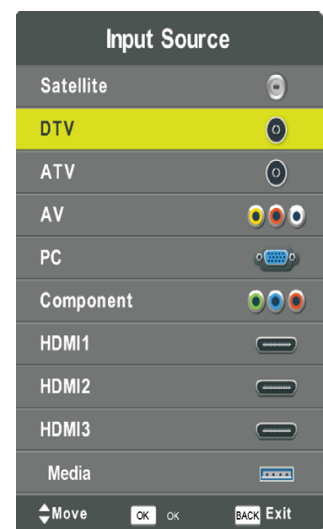 Input Source
Satellite
DTV
ATV
AV
PC
Component
HDMI1
HDMI2
HDMI3
Media
Move OK OK BACK Exit